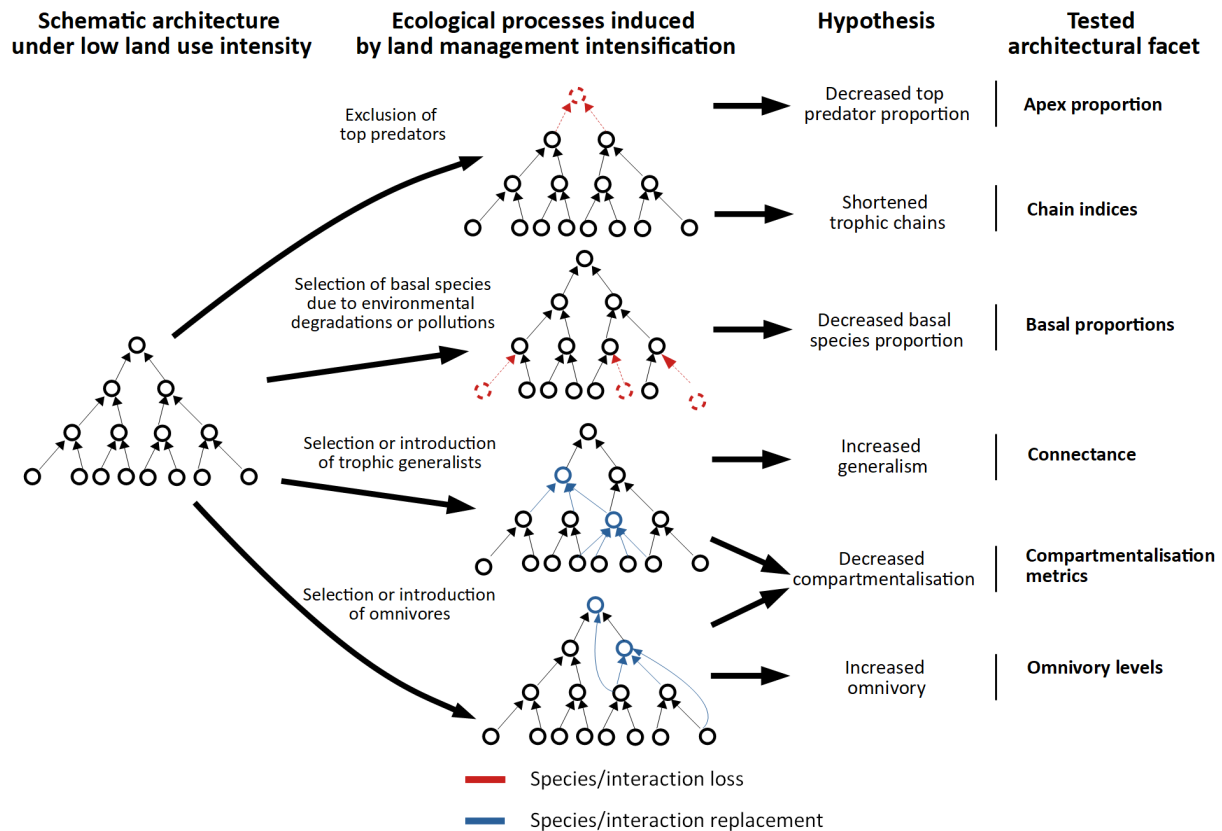 Schematic architecture
under low land use intensity
Ecological processes induced
by land management intensification
Hypothesis
Tested
architectural facet
Exclusion of
top predators
Decreased top
predator proportion
Apex proportion
Shortened
trophic chains
Chain indices
Selection of basal species
due to environmental
degradations or pollutions
Decreased basal
species proportion
Basal proportions
Selection or introduction
of trophic generalists
Increased
generalism
Connectance
Decreased
compartmentalisation
Compartmentalisation
metrics
Selection or introduction
of omnivores
Increased
omnivory
Omnivory levels
Species/interaction loss
Species/interaction replacement